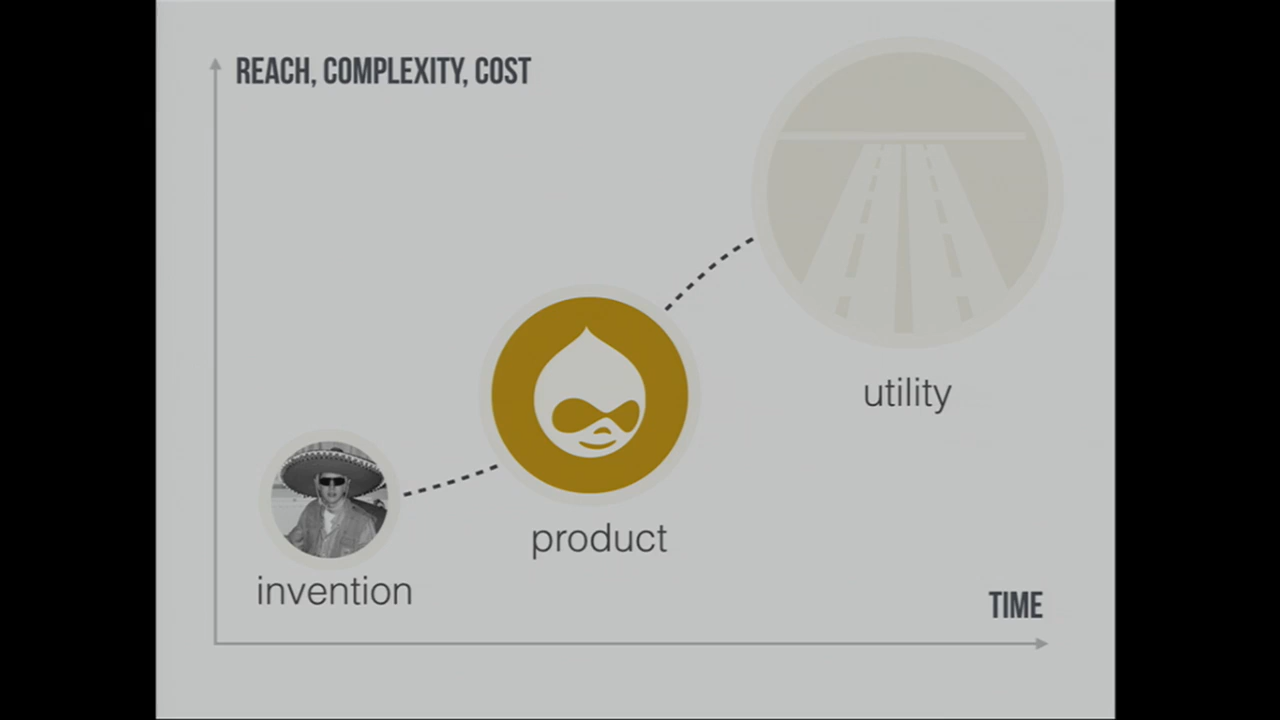 REACH, COMPLEXITY, COST
utility
product
invention
TIME